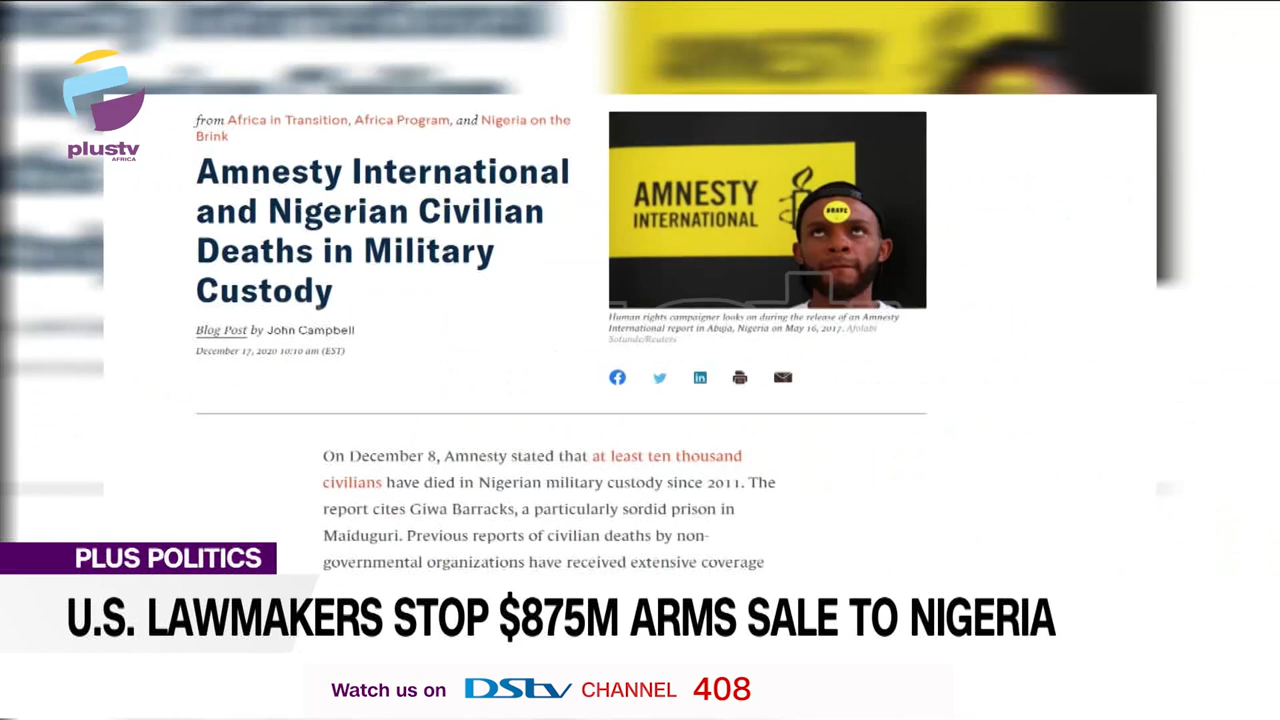 plustv
AFRICA
from Africa in Transition, Africa Program, and Nigeria on the
Brink
Amnesty International
and Nigerian Civilian
Deaths in Military
Custody
Blog Post by John Campbell
December 17, 2020 10:10 am (EST)
AMNESTY
INTERNATIONAL
BRAVE
Human rights campaigner looks on during the release of an Amnesty
International report in Abuja, Nigeria on May 16, 2017. Afolabi
Sotunde/Reuters
On December 8, Amnesty stated that at least ten thousand
civilians have died in Nigerian military custody since 2011. The
report cites Giwa Barracks, a particularly sordid prison in
Maiduguri. Previous reports of civilian deaths by non-
governmental organizations have received extensive coverage
PLUS POLITICS
U.S. LAWMAKERS STOP $875M ARMS SALE TO NIGERIA
Watch us on DStv CHANNEL 408